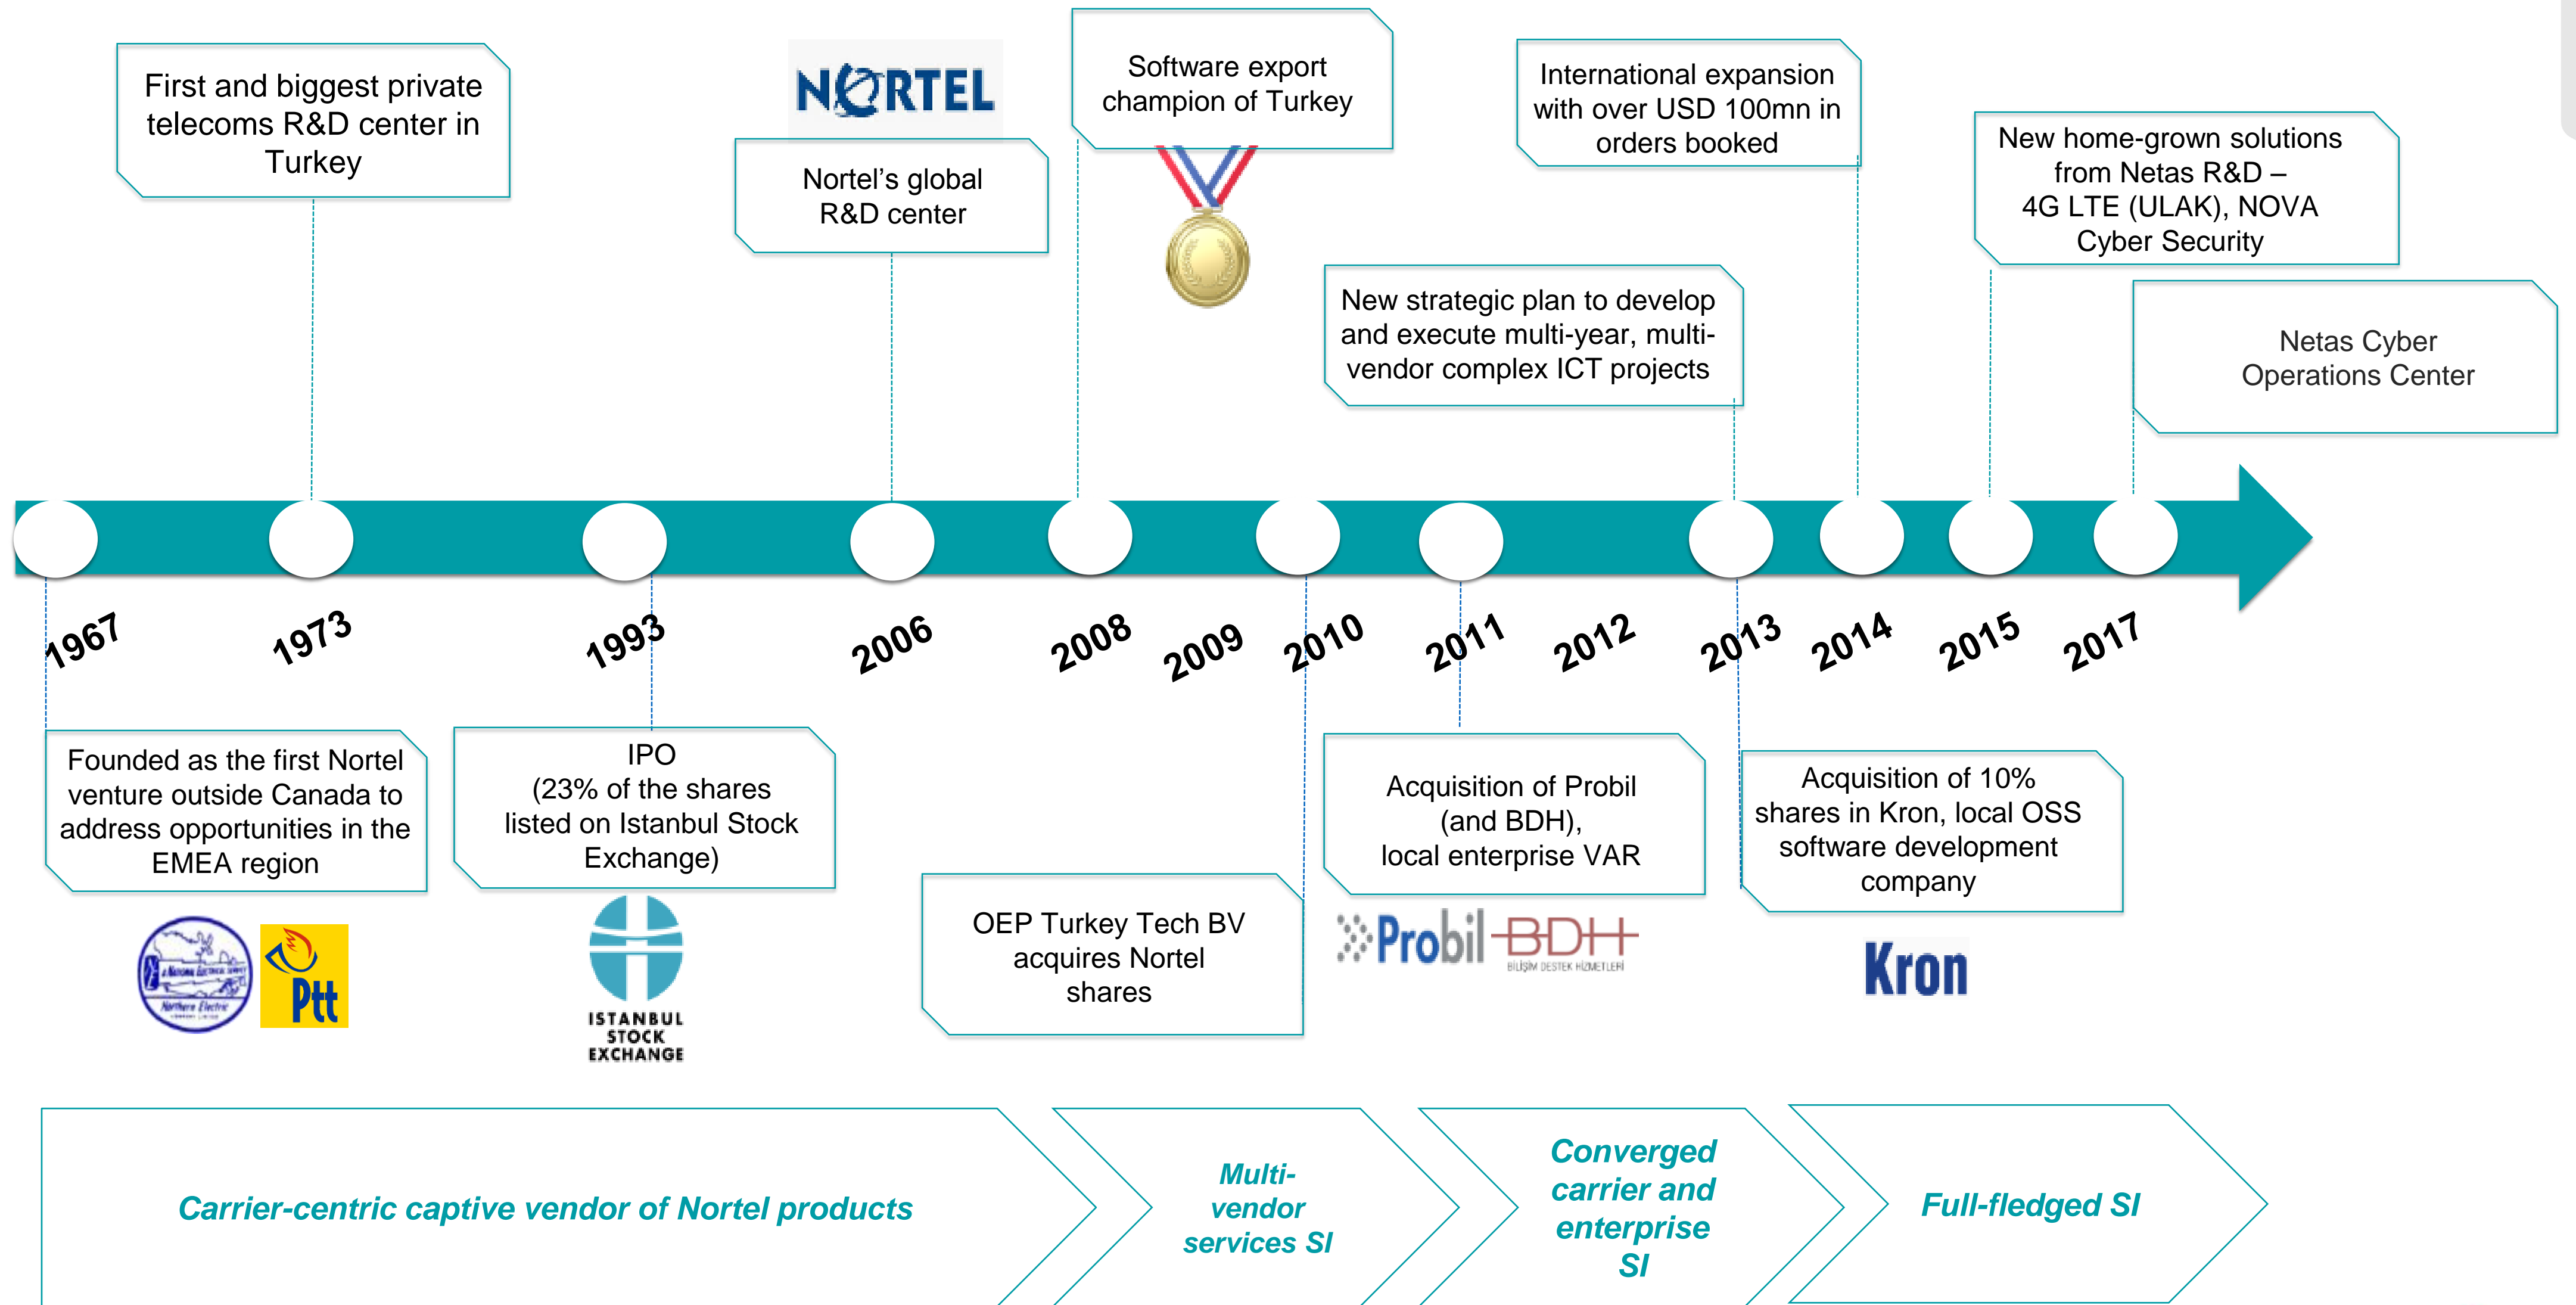 First and biggest private
telecoms R&D center in
Turkey
NORTEL
Nortel’s global
R&D center
Software export
champion of Turkey
International expansion
with over USD 100mn in
orders booked
New home-grown solutions
from Netas R&D –
4G LTE (ULAK), NOVA
Cyber Security
New strategic plan to develop
and execute multi-year, multi-
vendor complex ICT projects
Netas Cyber
Operations Center
1967
1973
1993
2006
2008
2009
2010
2011
2012
2013
2014
2015
2017
Founded as the first Nortel
venture outside Canada to
address opportunities in the
EMEA region
IPO
(23% of the shares
listed on Istanbul Stock
Exchange)
OEP Turkey Tech BV
acquires Nortel
shares
Acquisition of Probil
(and BDH),
local enterprise VAR
Acquisition of 10%
shares in Kron, local OSS
software development
company
Northern Electric
Ptt
ISTANBUL
STOCK
EXCHANGE
Probil
BDH
BİLİŞİM DESTEK HİZMETLERİ
Kron
Carrier-centric captive vendor of Nortel products
Multi-
vendor
services SI
Converged
carrier and
enterprise
SI
Full-fledged SI